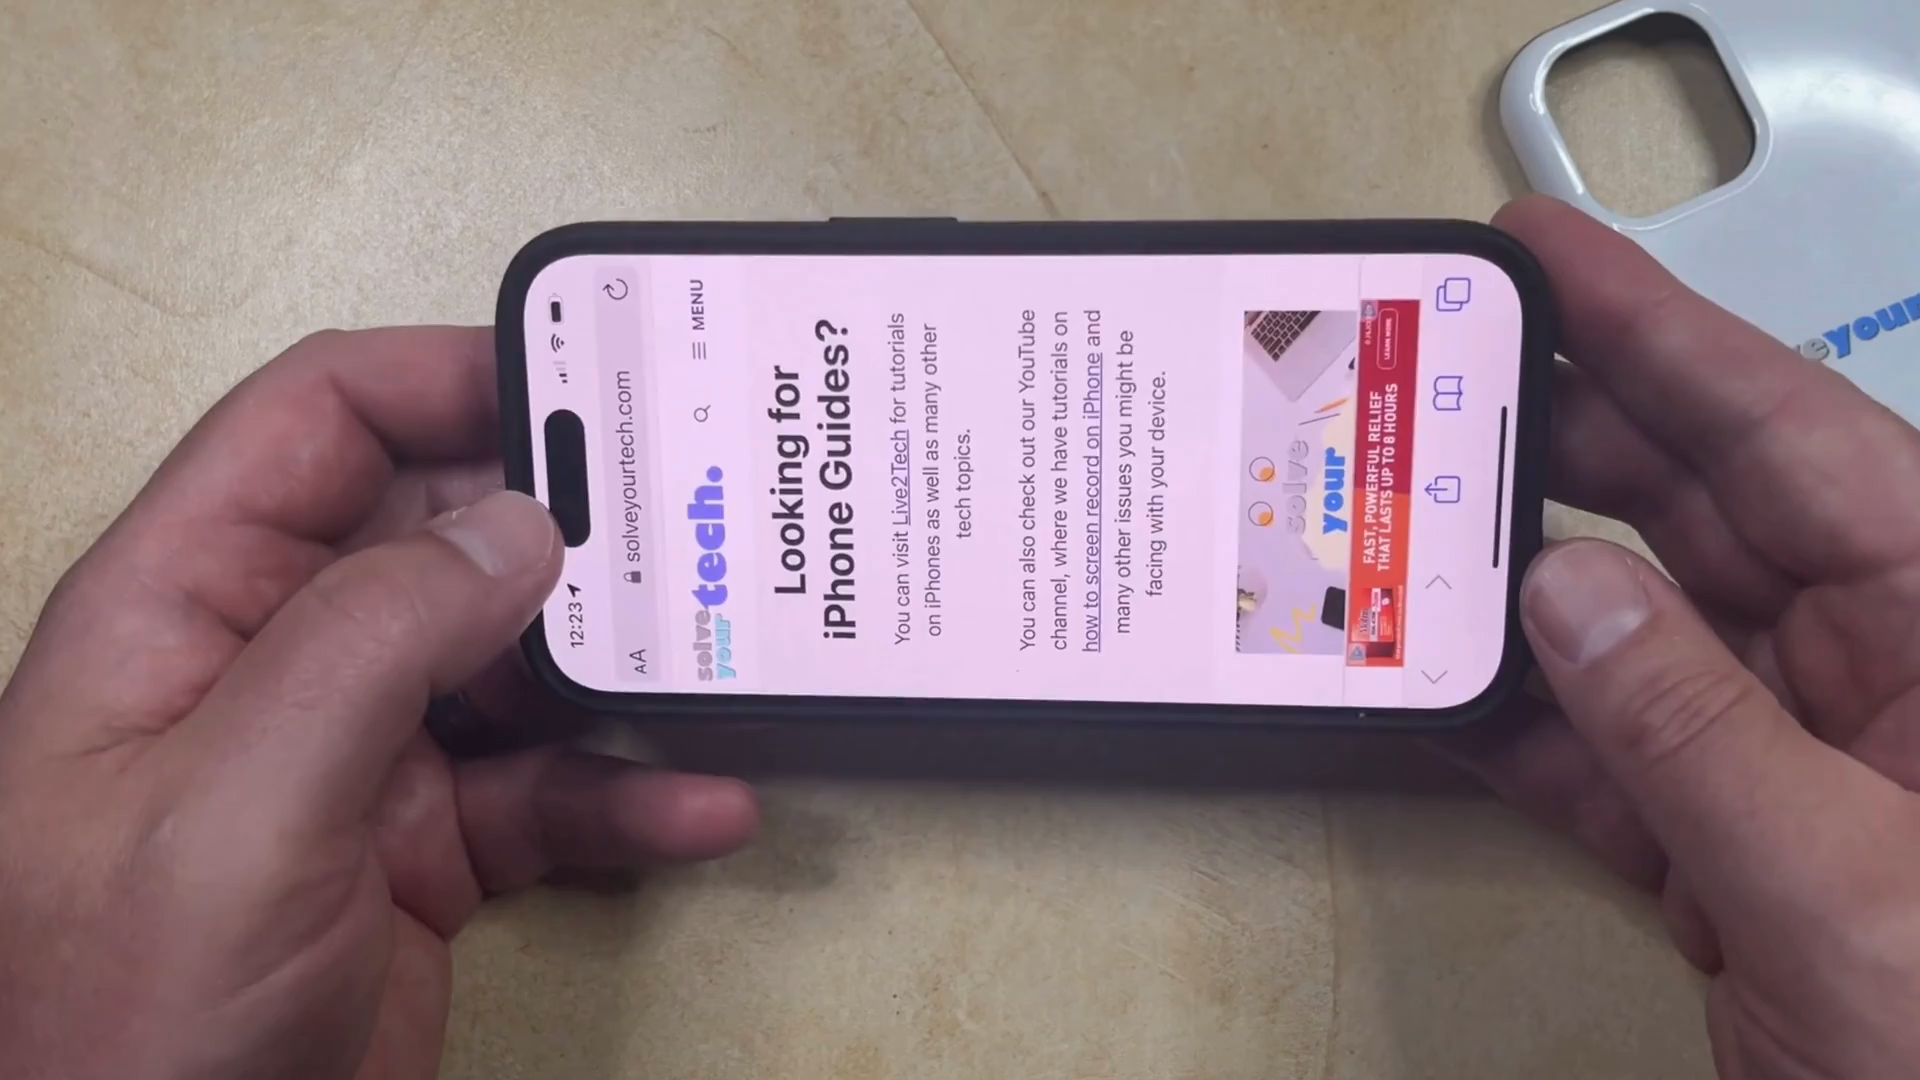 12:23
AA
solveyourtech.com
solve
your
tech.
MENU
Looking for
iPhone Guides?
You can visit Live2Tech for tutorials
on iPhones as well as many other
tech topics.
You can also check out our YouTube
channel, where we have tutorials on
how to screen record on iPhone and
many other issues you might be
facing with your device.
solve
your
FAST, POWERFUL RELIEF
THAT LASTS UP TO 8 HOURS
LEARN MORE
eyour